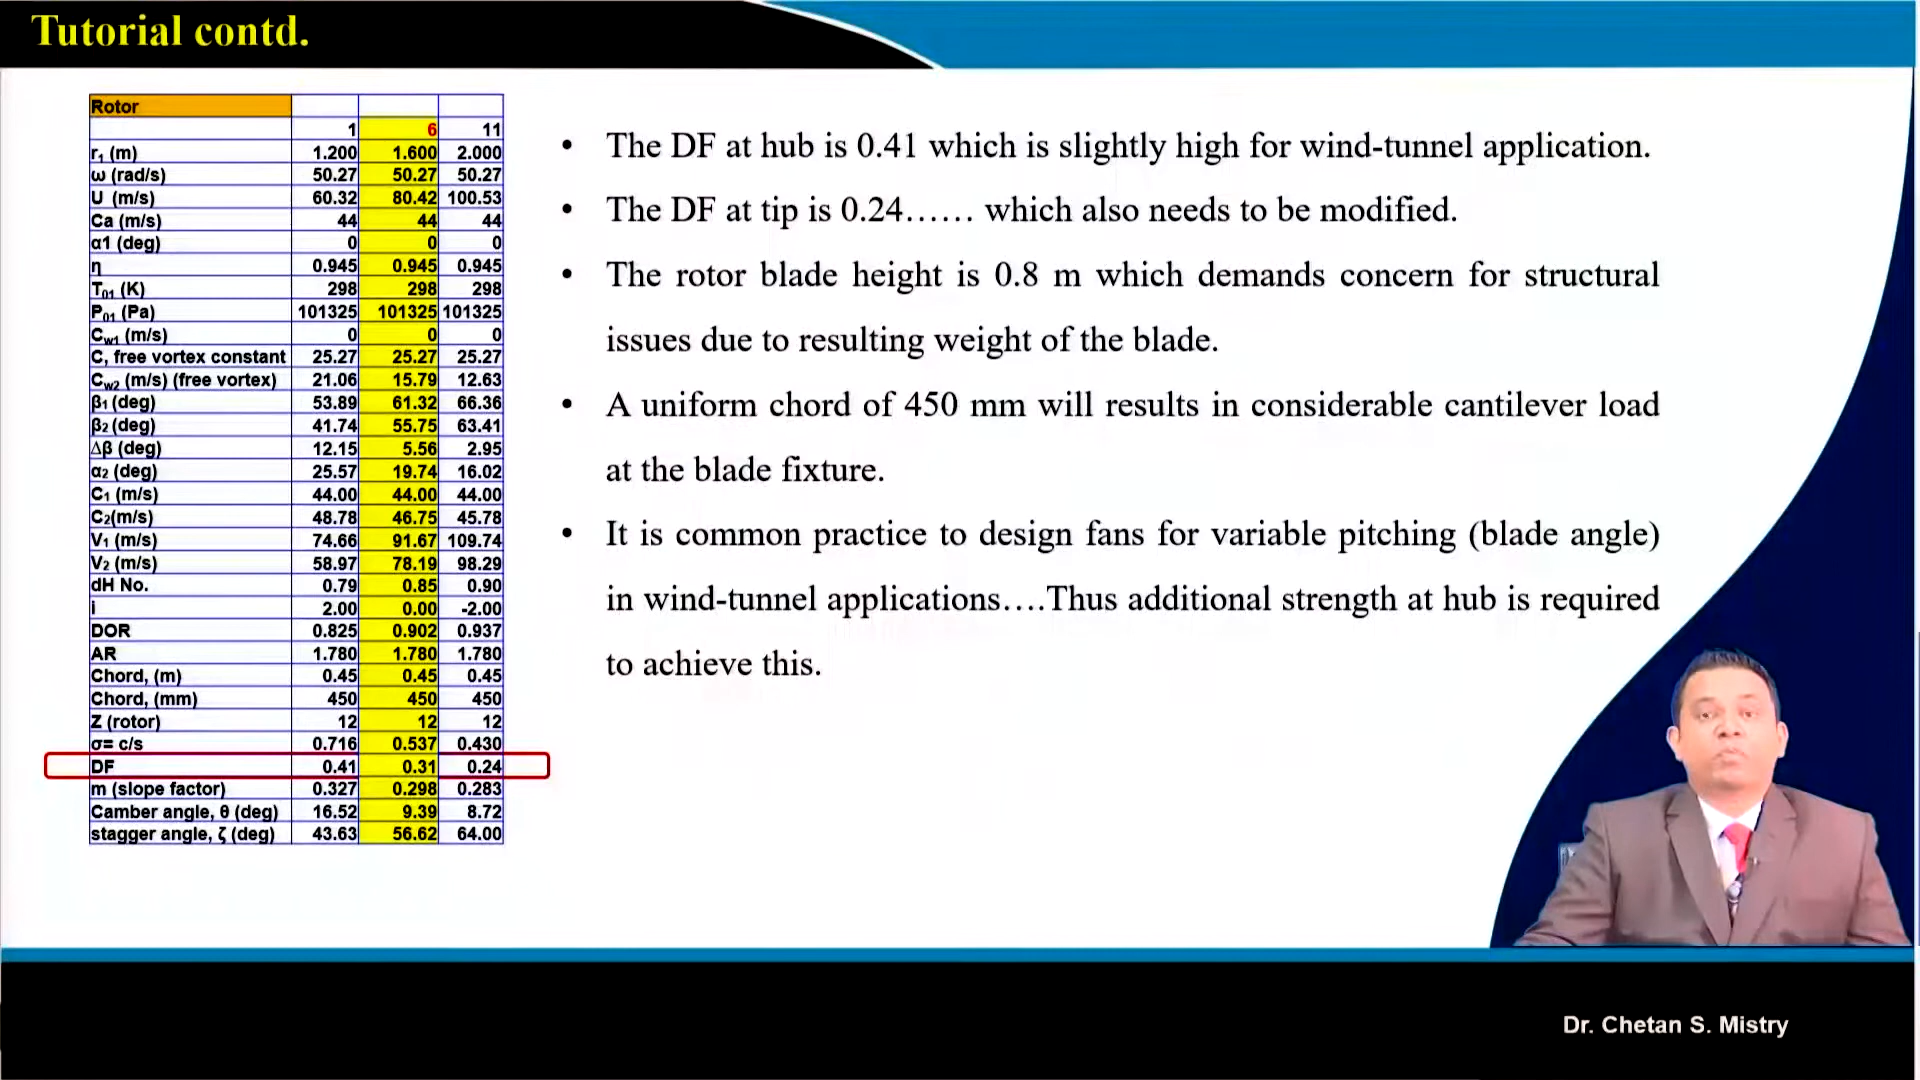 Tutorial contd.
Rotor
1 6 11
r₁ (m) 1.200 1.600 2.000
ω (rad/s) 50.27 50.27 50.27
U (m/s) 60.32 80.42 100.53
Ca (m/s) 44 44 44
α1 (deg) 0 0 0
η 0.945 0.945 0.945
T₀₁ (K) 298 298 298
P₀₁ (Pa) 101325 101325 101325
C_w1 (m/s) 0 0 0
C, free vortex constant 25.27 25.27 25.27
C_w2 (m/s) (free vortex) 21.06 15.79 12.63
β₁ (deg) 53.89 61.32 66.36
β₂ (deg) 41.74 55.75 63.41
Δβ (deg) 12.15 5.56 2.95
α₂ (deg) 25.57 19.74 16.02
C₁ (m/s) 44.00 44.00 44.00
C₂(m/s) 48.78 46.75 45.78
V₁ (m/s) 74.66 91.67 109.74
V₂ (m/s) 58.97 78.19 98.29
dH No. 0.79 0.85 0.90
i 2.00 0.00 -2.00
DOR 0.825 0.902 0.937
AR 1.780 1.780 1.780
Chord, (m) 0.45 0.45 0.45
Chord, (mm) 450 450 450
Z (rotor) 12 12 12
σ= c/s 0.716 0.537 0.430
DF 0.41 0.31 0.24
m (slope factor) 0.327 0.298 0.283
Camber angle, θ (deg) 16.52 9.39 8.72
stagger angle, ζ (deg) 43.63 56.62 64.00
• The DF at hub is 0.41 which is slightly high for wind-tunnel application.
• The DF at tip is 0.24…… which also needs to be modified.
• The rotor blade height is 0.8 m which demands concern for structural
issues due to resulting weight of the blade.
• A uniform chord of 450 mm will results in considerable cantilever load
at the blade fixture.
• It is common practice to design fans for variable pitching (blade angle)
in wind-tunnel applications….Thus additional strength at hub is required
to achieve this.
Dr. Chetan S. Mistry